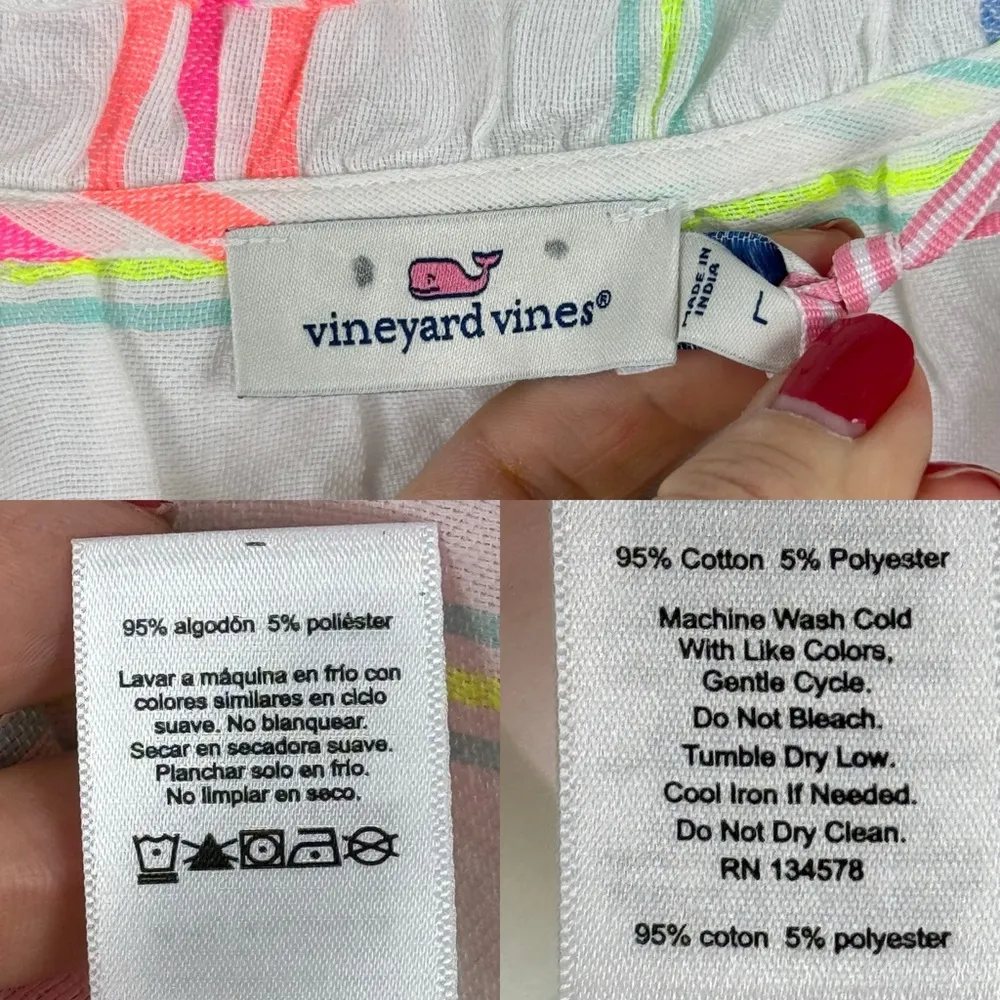 vineyard vines®
MADE IN
INDIA
L
95% algodón 5% poliéster
Lavar a máquina en frío con
colores similares en ciclo
suave. No blanquear.
Secar en secadora suave.
Planchar solo en frío.
No limpiar en seco.
95% Cotton 5% Polyester
Machine Wash Cold
With Like Colors,
Gentle Cycle.
Do Not Bleach.
Tumble Dry Low.
Cool Iron If Needed.
Do Not Dry Clean.
RN 134578
95% coton 5% polyester